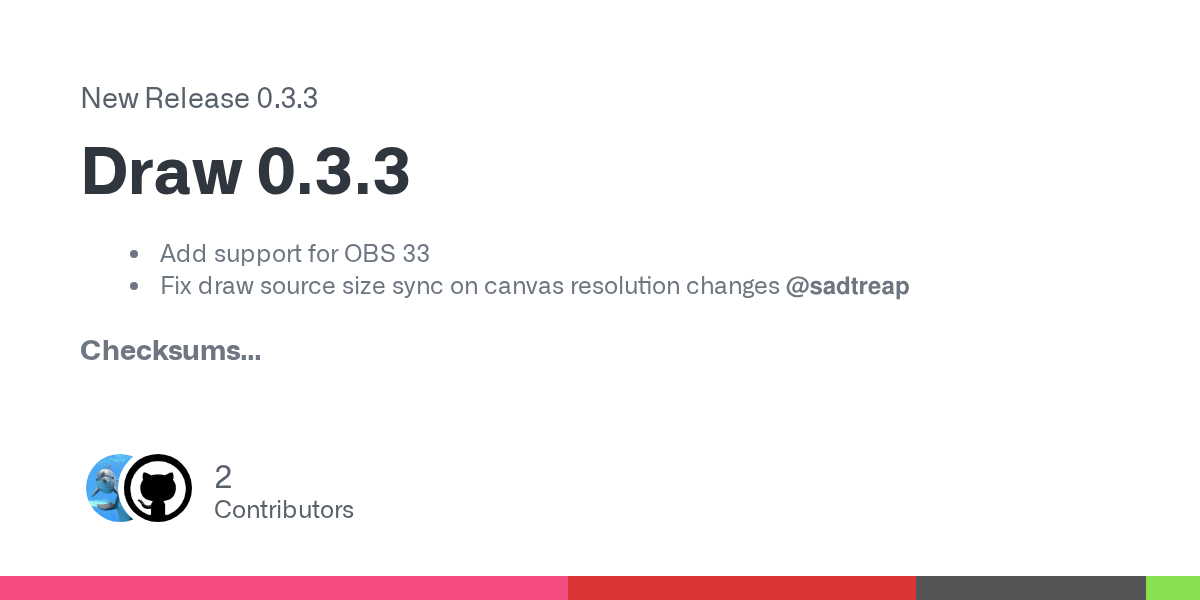 New Release 0.3.3
Draw 0.3.3
• Add support for OBS 33
• Fix draw source size sync on canvas resolution changes @sadtreap
Checksums...
2
Contributors